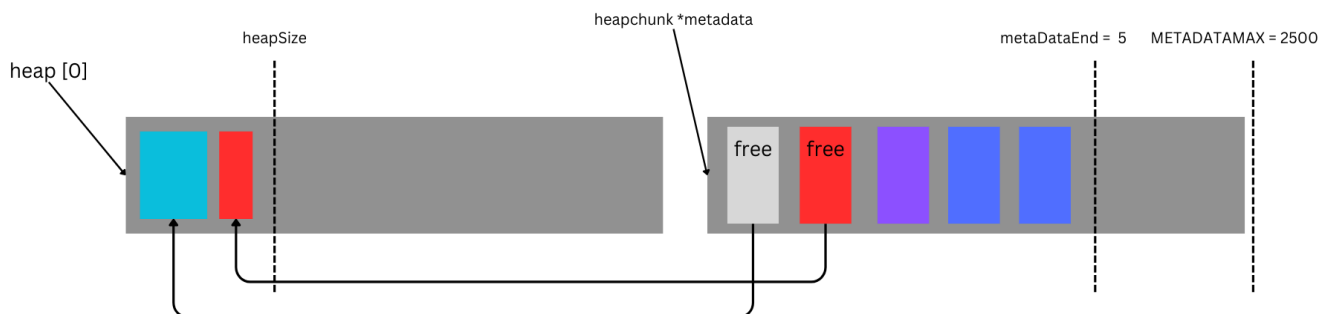 heapchunk *metadata
heapSize
metaDataEnd = 5
METADATAMAX = 2500
heap [0]
free
free